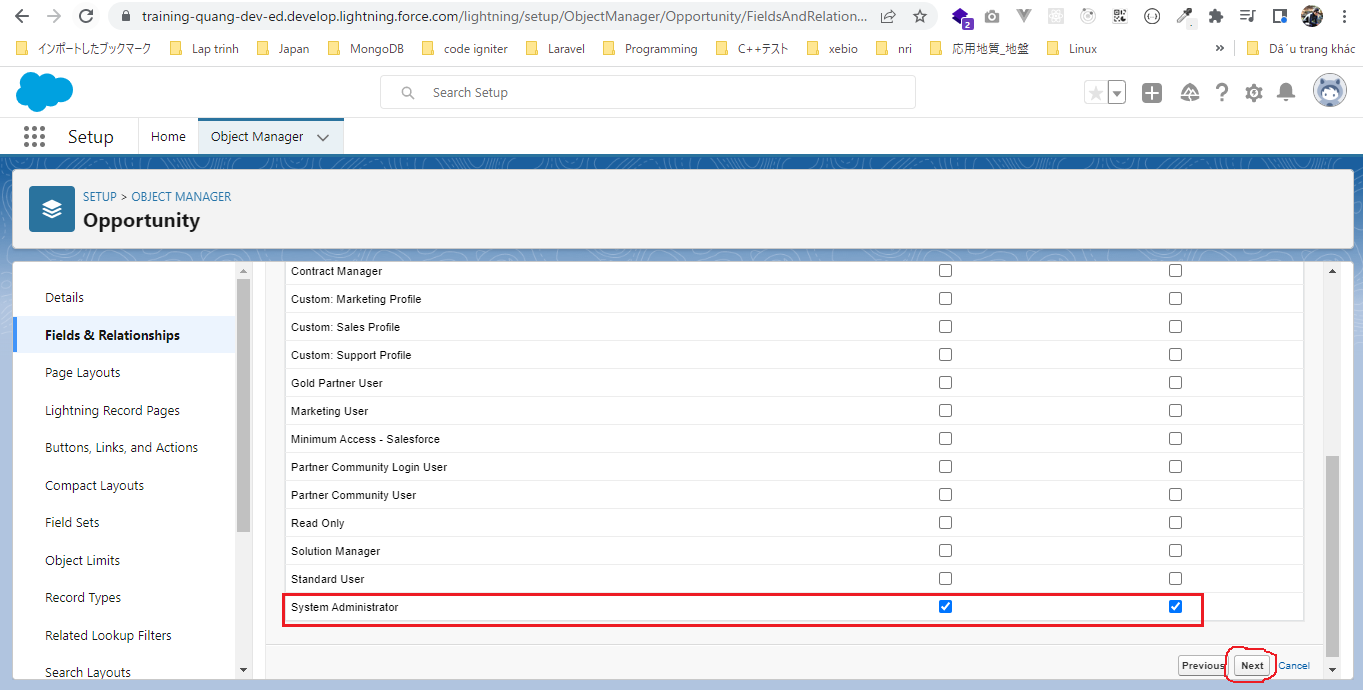 training-quang-dev-ed.develop.lightning.force.com/lightning/setup/ObjectManager/Opportunity/FieldsAndRelation...
2
インポートしたブックマーク
Lap trinh
Japan
MongoDB
code igniter
Laravel
Programming
C++テスト
xebio
nri
応用地質_地盤
Linux
»
Dấu trang khác
Search Setup
Setup
Home
Object Manager
SETUP > OBJECT MANAGER
Opportunity
Details
Fields & Relationships
Page Layouts
Lightning Record Pages
Buttons, Links, and Actions
Compact Layouts
Field Sets
Object Limits
Record Types
Related Lookup Filters
Search Layouts
Contract Manager
Custom: Marketing Profile
Custom: Sales Profile
Custom: Support Profile
Gold Partner User
Marketing User
Minimum Access - Salesforce
Partner Community Login User
Partner Community User
Read Only
Solution Manager
Standard User
System Administrator
Previous Next Cancel